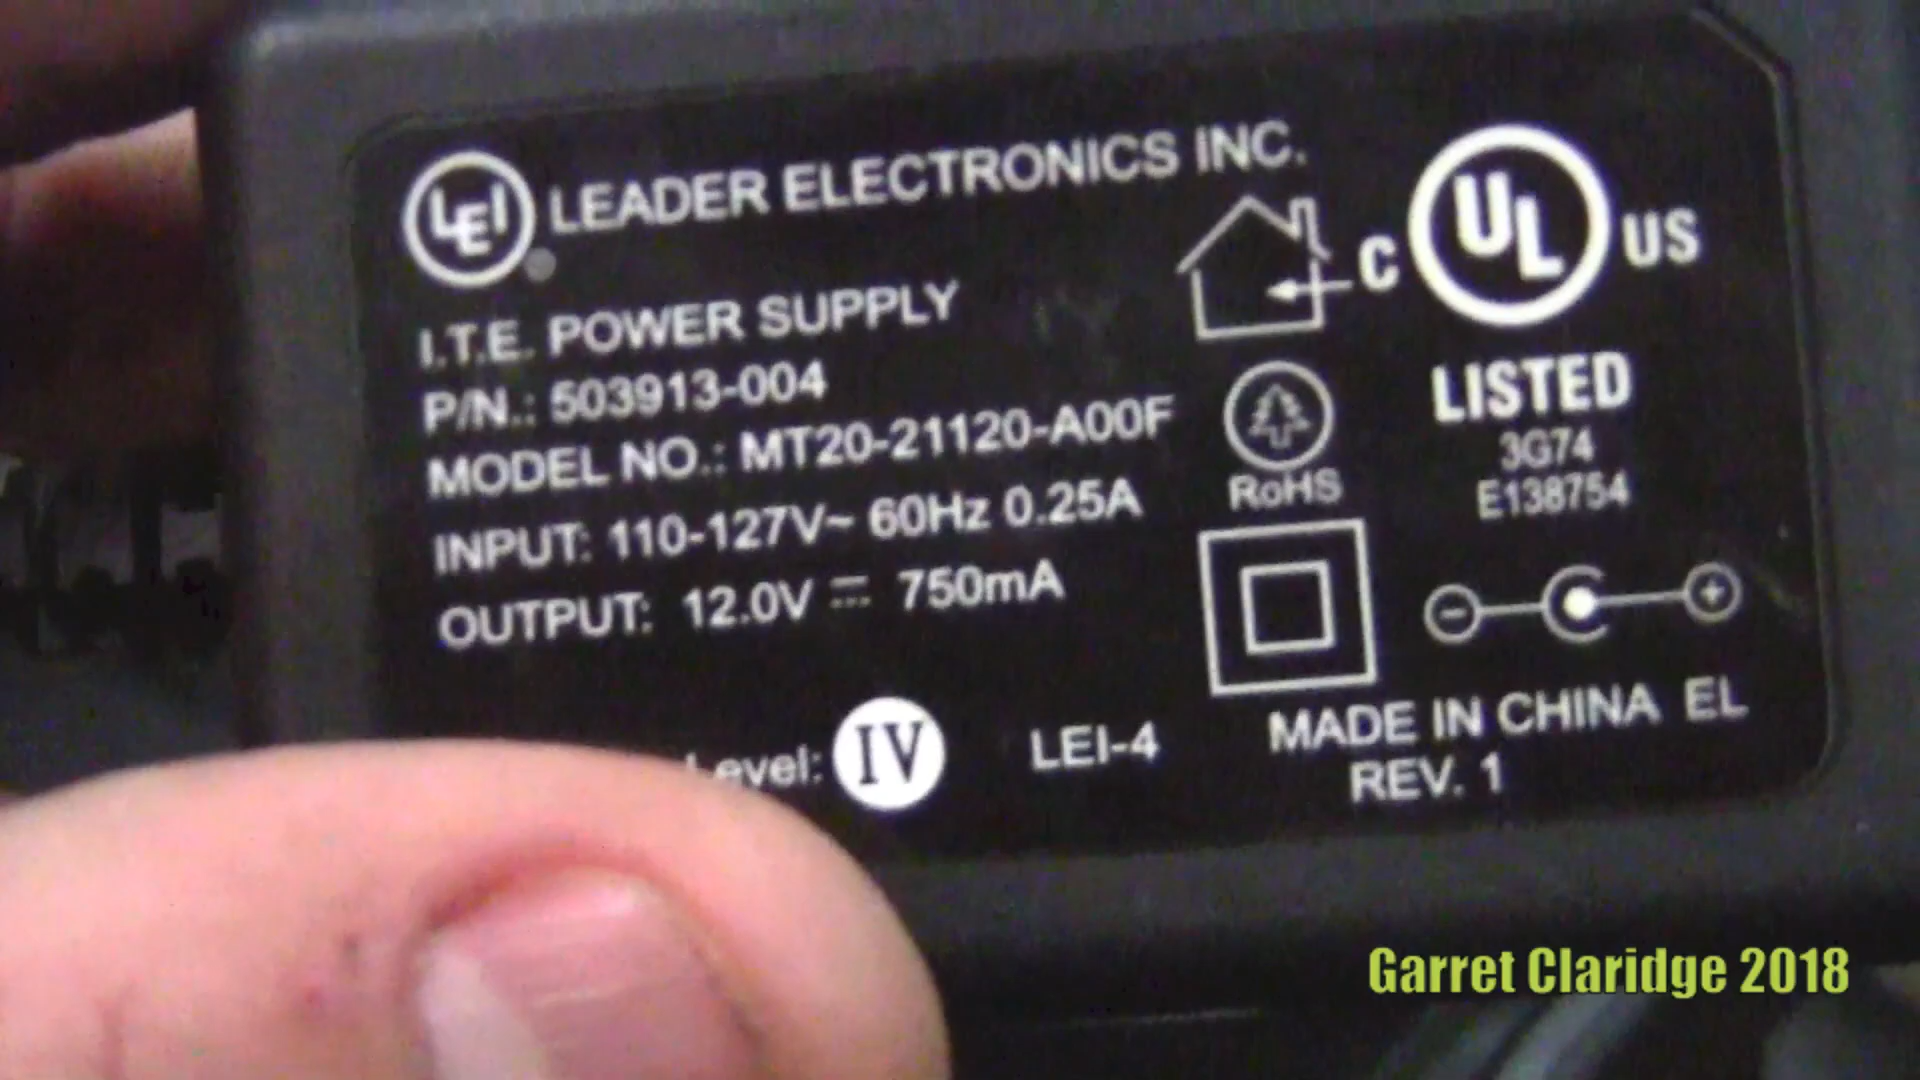 LEI LEADER ELECTRONICS INC.
I.T.E. POWER SUPPLY
P/N.: 503913-004
MODEL NO.: MT20-21120-A00F
INPUT: 110-127V~ 60Hz 0.25A
OUTPUT: 12.0V ⎓ 750mA
Level: IV
LEI-4
C UL US
LISTED
3G74
E138754
RoHS
MADE IN CHINA EL
REV. 1
Garret Claridge 2018